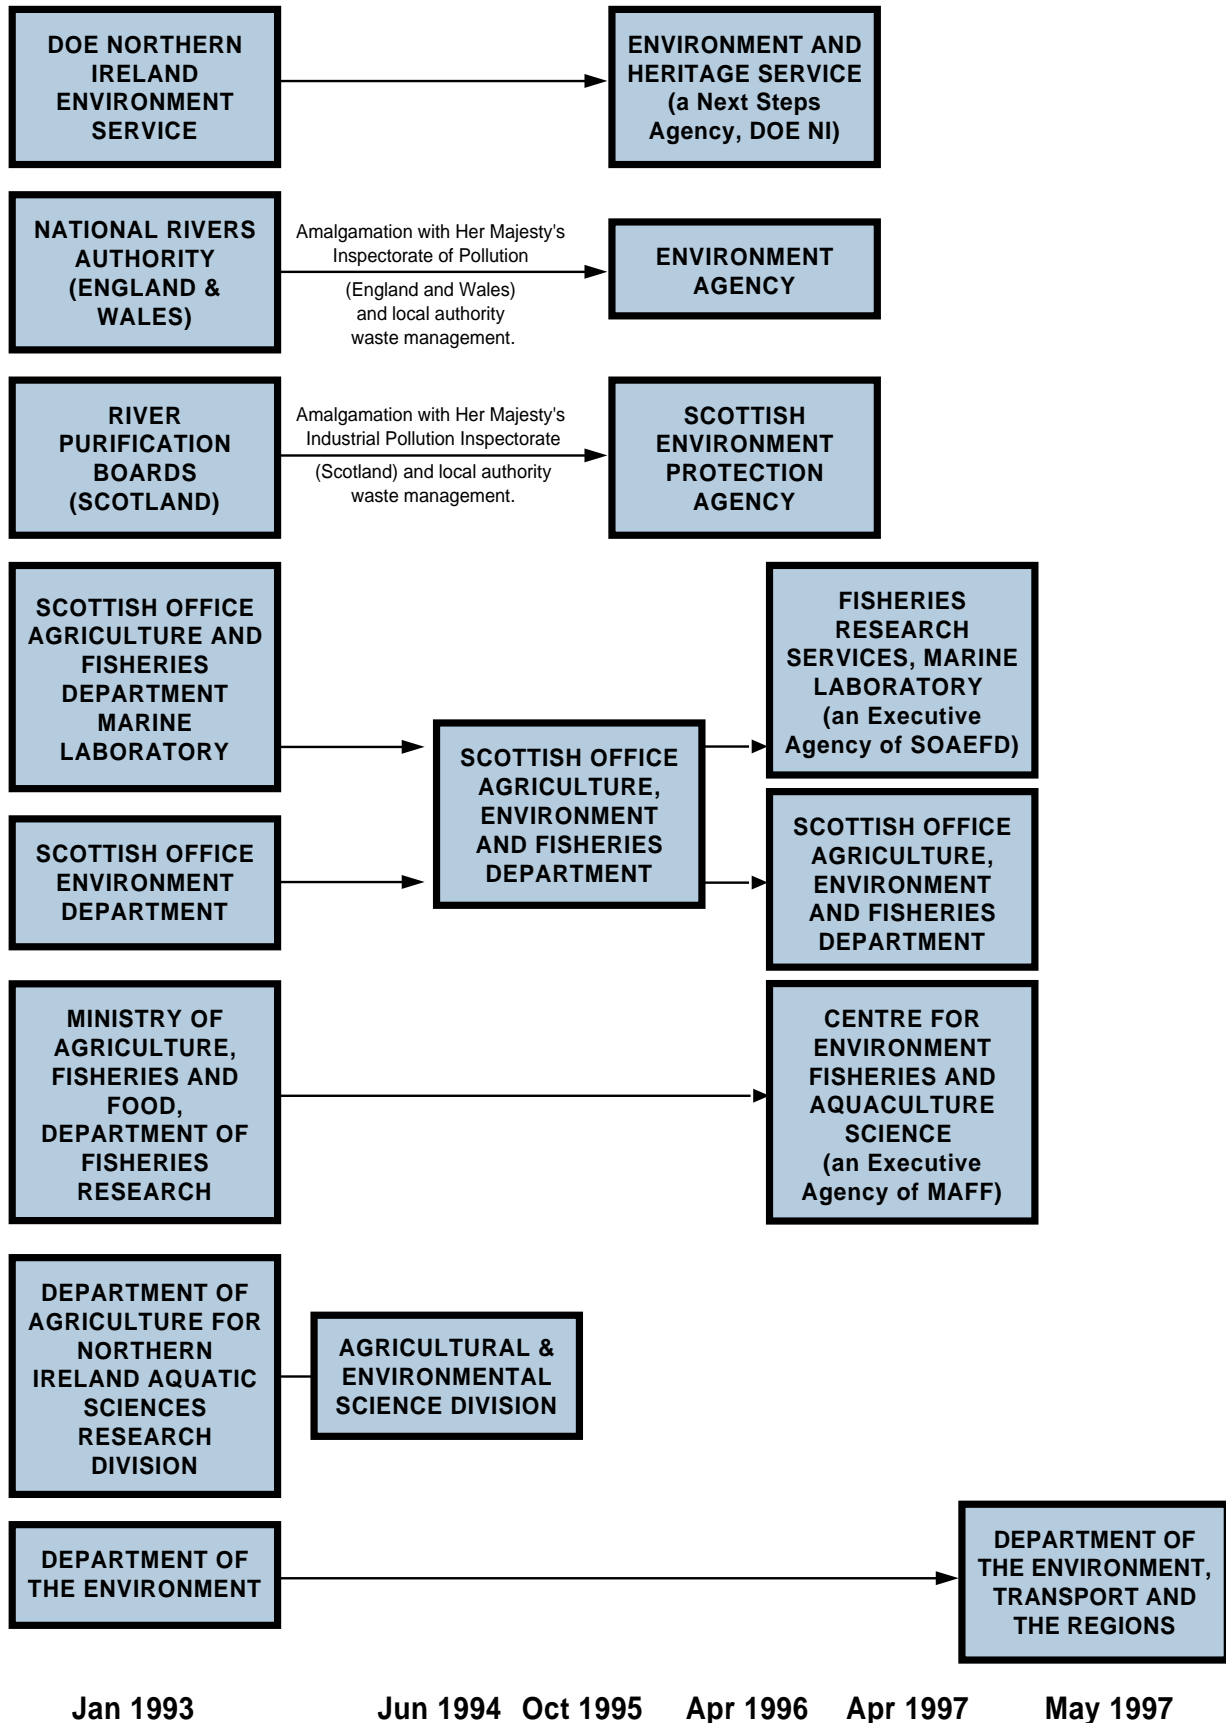 DOE NORTHERN
IRELAND
ENVIRONMENT
SERVICE
ENVIRONMENT AND
HERITAGE SERVICE
(a Next Steps
Agency, DOE NI)
NATIONAL RIVERS
AUTHORITY
(ENGLAND &
WALES)
Amalgamation with Her Majesty's
Inspectorate of Pollution
(England and Wales)
and local authority
waste management.
ENVIRONMENT
AGENCY
RIVER
PURIFICATION
BOARDS
(SCOTLAND)
Amalgamation with Her Majesty's
Industrial Pollution Inspectorate
(Scotland) and local authority
waste management.
SCOTTISH
ENVIRONMENT
PROTECTION
AGENCY
SCOTTISH OFFICE
AGRICULTURE AND
FISHERIES
DEPARTMENT
MARINE
LABORATORY
SCOTTISH OFFICE
ENVIRONMENT
DEPARTMENT
SCOTTISH OFFICE
AGRICULTURE,
ENVIRONMENT
AND FISHERIES
DEPARTMENT
FISHERIES
RESEARCH
SERVICES, MARINE
LABORATORY
(an Executive
Agency of SOAEFD)
SCOTTISH OFFICE
AGRICULTURE,
ENVIRONMENT
AND FISHERIES
DEPARTMENT
MINISTRY OF
AGRICULTURE,
FISHERIES AND
FOOD,
DEPARTMENT OF
FISHERIES
RESEARCH
CENTRE FOR
ENVIRONMENT
FISHERIES AND
AQUACULTURE
SCIENCE
(an Executive
Agency of MAFF)
DEPARTMENT OF
AGRICULTURE FOR
NORTHERN
IRELAND AQUATIC
SCIENCES
RESEARCH
DIVISION
AGRICULTURAL &
ENVIRONMENTAL
SCIENCE DIVISION
DEPARTMENT OF
THE ENVIRONMENT
DEPARTMENT OF
THE ENVIRONMENT,
TRANSPORT AND
THE REGIONS
Jan 1993 Jun 1994 Oct 1995 Apr 1996 Apr 1997 May 1997